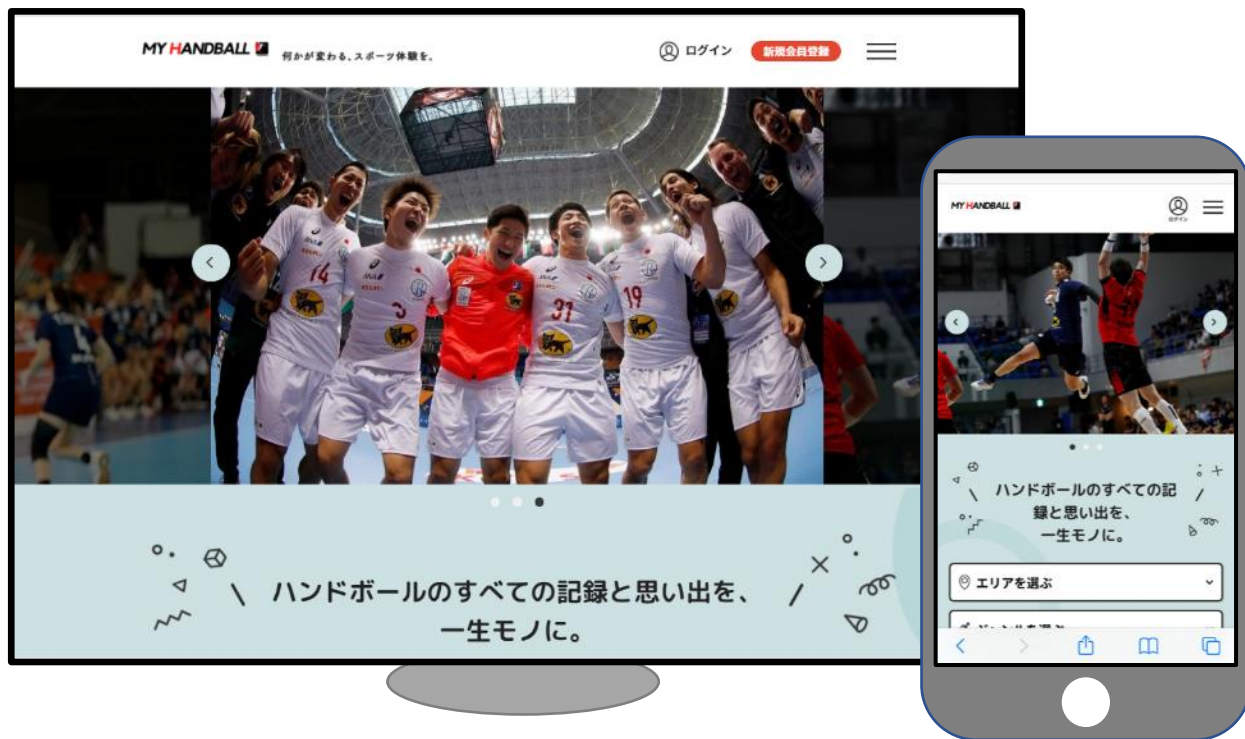 MY HANDBALL
何かが変わる、スポーツ体験を。
ログイン
新規会員登録
14
3
31
19
ハンドボールのすべての記録と思い出を、
一生モノに。
MY HANDBALL
ログイン
ハンドボールのすべての記
録と思い出を、
一生モノに。
エリアを選ぶ